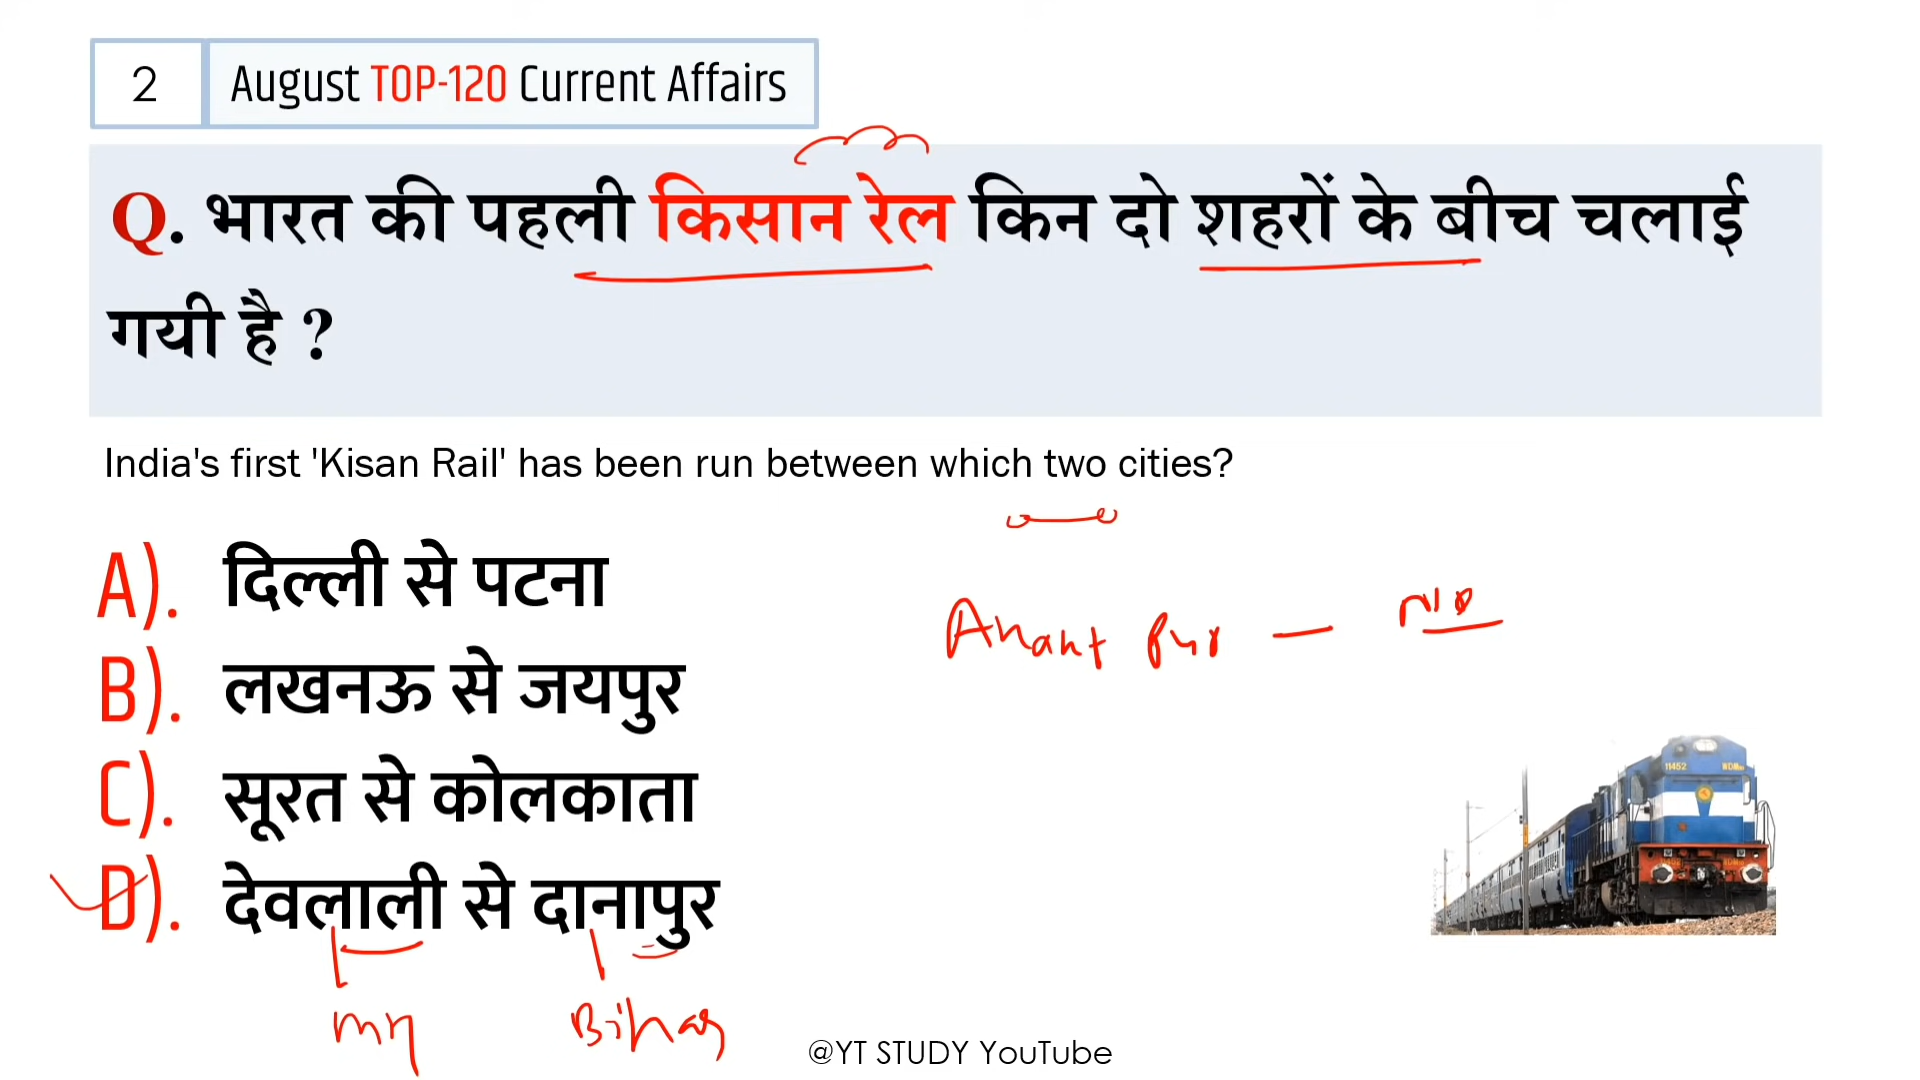 2 August TOP-120 Current Affairs
Q. भारत की पहली किसान रेल किन दो शहरों के बीच चलाई
गयी है ?
India's first 'Kisan Rail' has been run between which two cities?
A). दिल्ली से पटना
B). लखनऊ से जयपुर
C). सूरत से कोलकाता
D). देवलाली से दानापुर
Anant Pur —
Bihar
11452
@YT STUDY YouTube